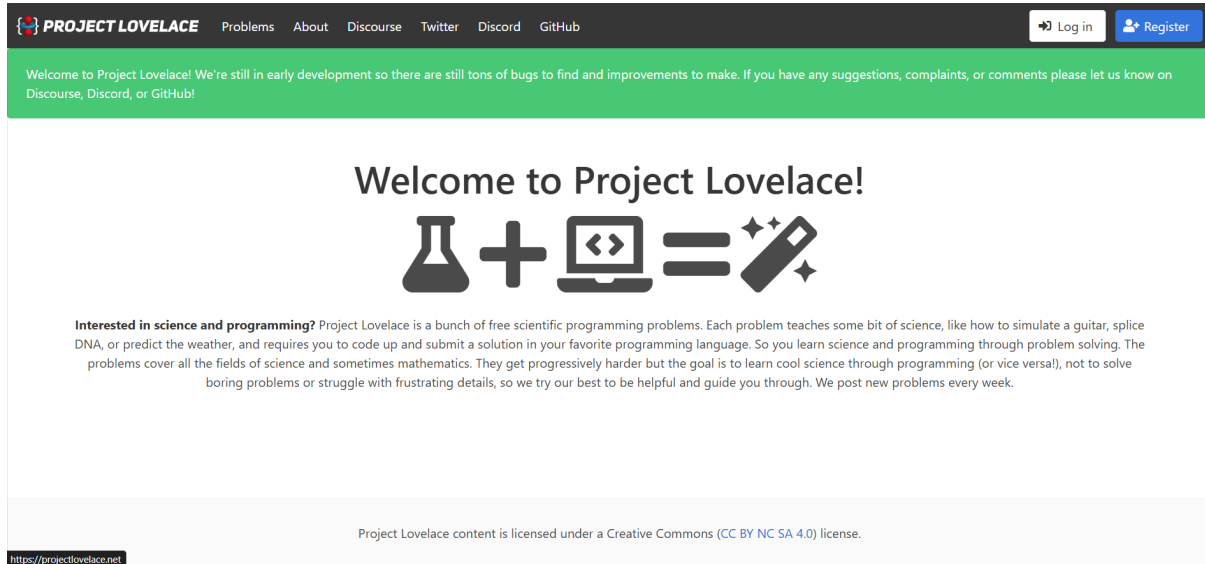 PROJECT LOVELACE Problems About Discourse Twitter Discord GitHub Log in Register
Welcome to Project Lovelace! We're still in early development so there are still tons of bugs to find and improvements to make. If you have any suggestions, complaints, or comments please let us know on
Discourse, Discord, or GitHub!
Welcome to Project Lovelace!
Interested in science and programming? Project Lovelace is a bunch of free scientific programming problems. Each problem teaches some bit of science, like how to simulate a guitar, splice
DNA, or predict the weather, and requires you to code up and submit a solution in your favorite programming language. So you learn science and programming through problem solving. The
problems cover all the fields of science and sometimes mathematics. They get progressively harder but the goal is to learn cool science through programming (or vice versa!), not to solve
boring problems or struggle with frustrating details, so we try our best to be helpful and guide you through. We post new problems every week.
Project Lovelace content is licensed under a Creative Commons (CC BY NC SA 4.0) license.
https://projectlovelace.net